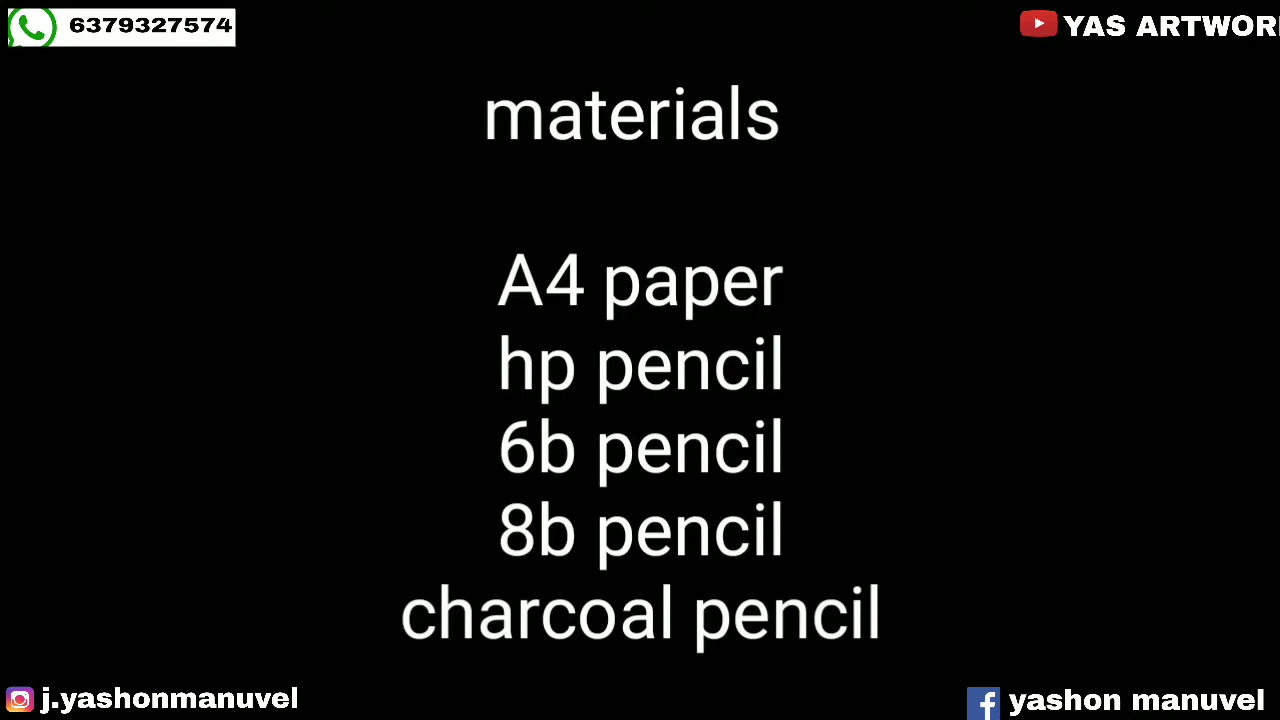 6379327574
YAS ARTWOR
materials
A4 paper
hp pencil
6b pencil
8b pencil
charcoal pencil
j.yashonmanuvel
yashon manuvel